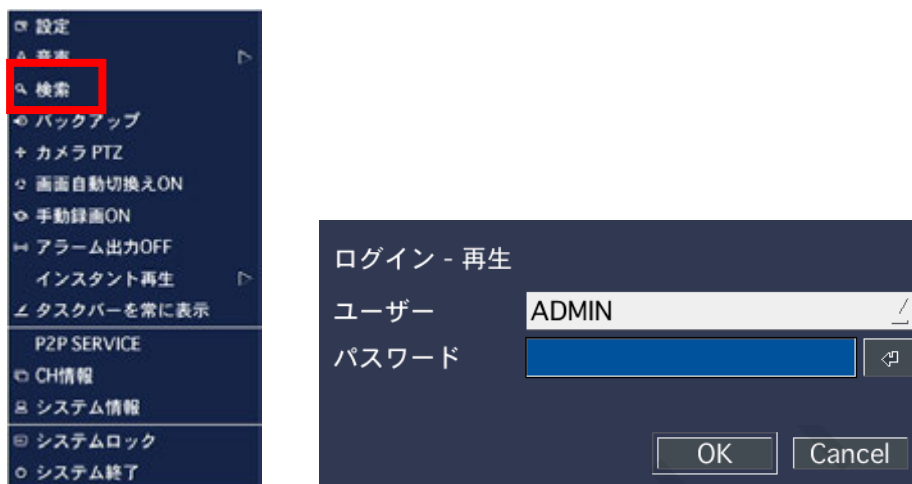 設定
音声
検索
バックアップ
カメラ PTZ
画面自動切換えON
手動録画ON
アラーム出力OFF
インスタント再生
タスクバーを常に表示
P2P SERVICE
CH情報
システム情報
システムロック
システム終了
ログイン - 再生
ユーザー ADMIN
パスワード
OK Cancel